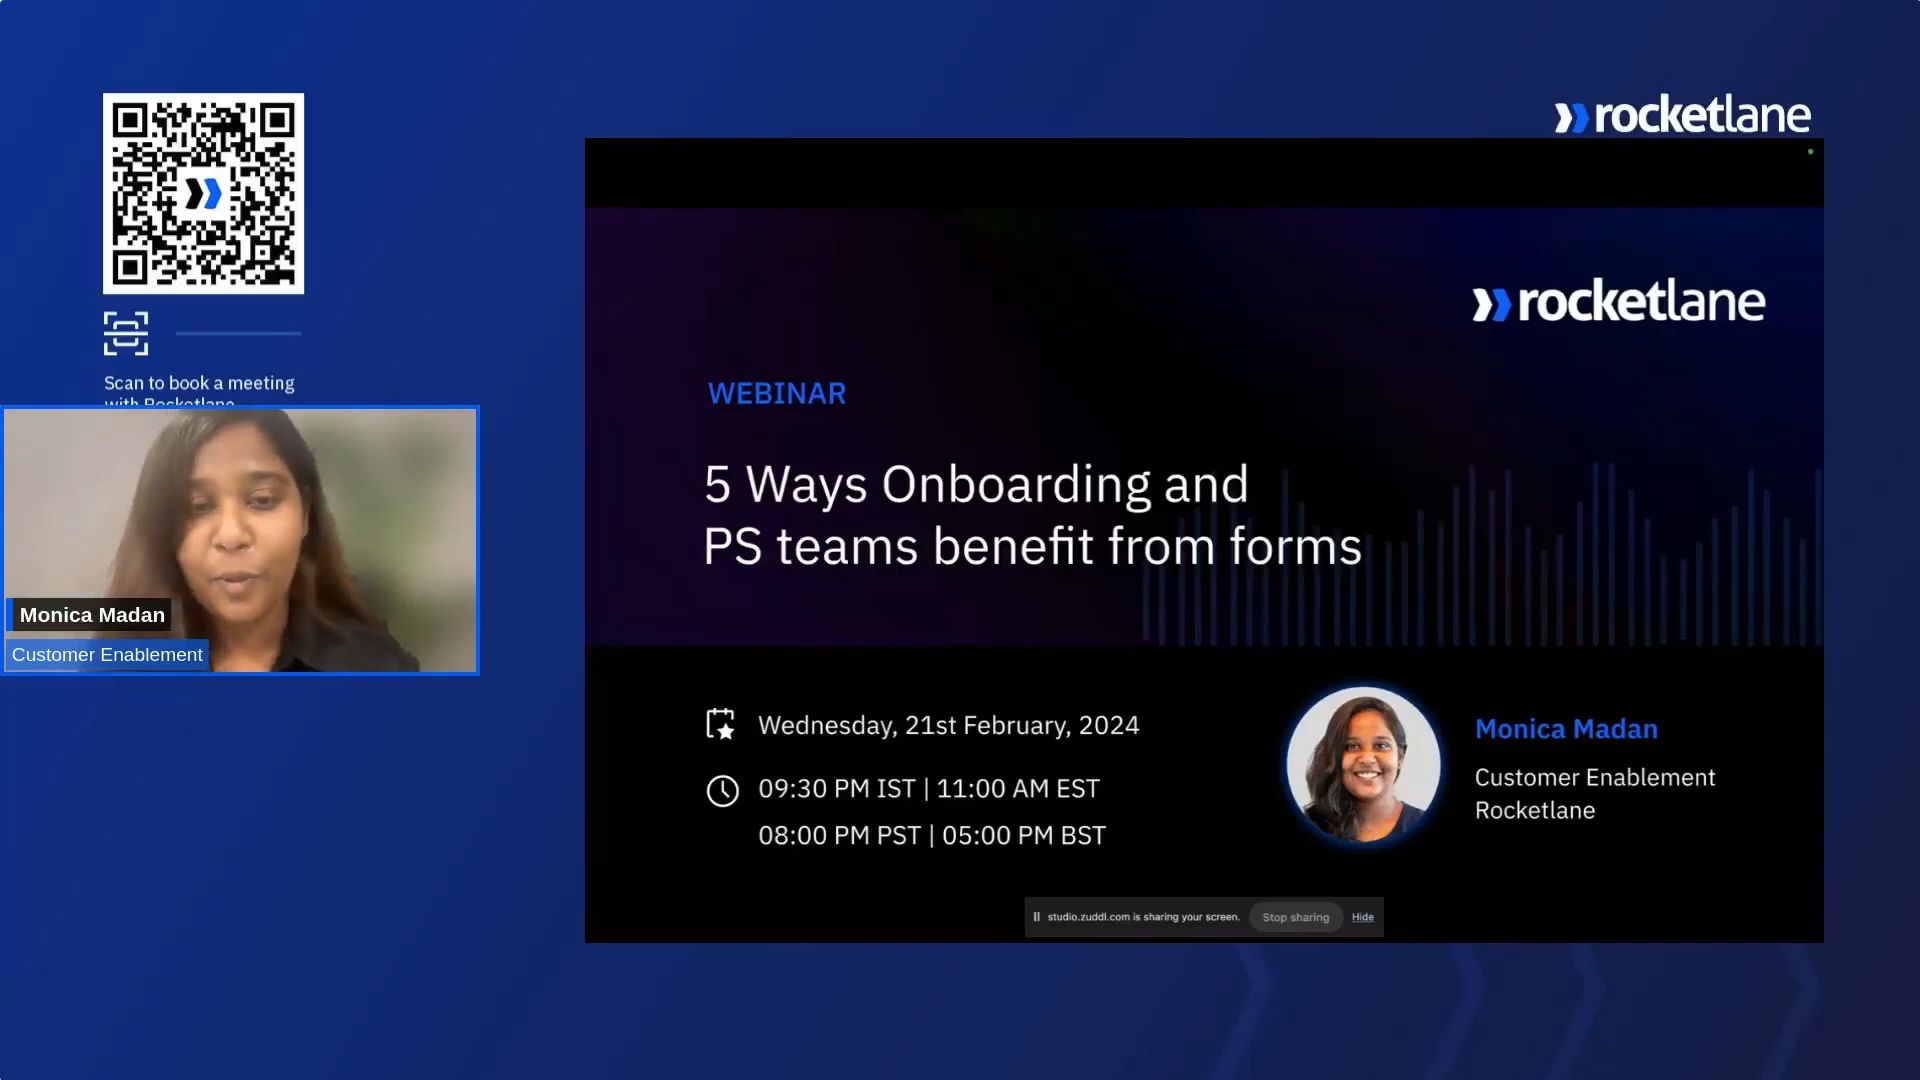 rocketlane
Scan to book a meeting
with Rocketlane
Monica Madan
Customer Enablement
rocketlane
WEBINAR
5 Ways Onboarding and
PS teams benefit from forms
Wednesday, 21st February, 2024
09:30 PM IST | 11:00 AM EST
08:00 PM PST | 05:00 PM BST
Monica Madan
Customer Enablement
Rocketlane
studio.zuddl.com is sharing your screen.
Stop sharing
Hide